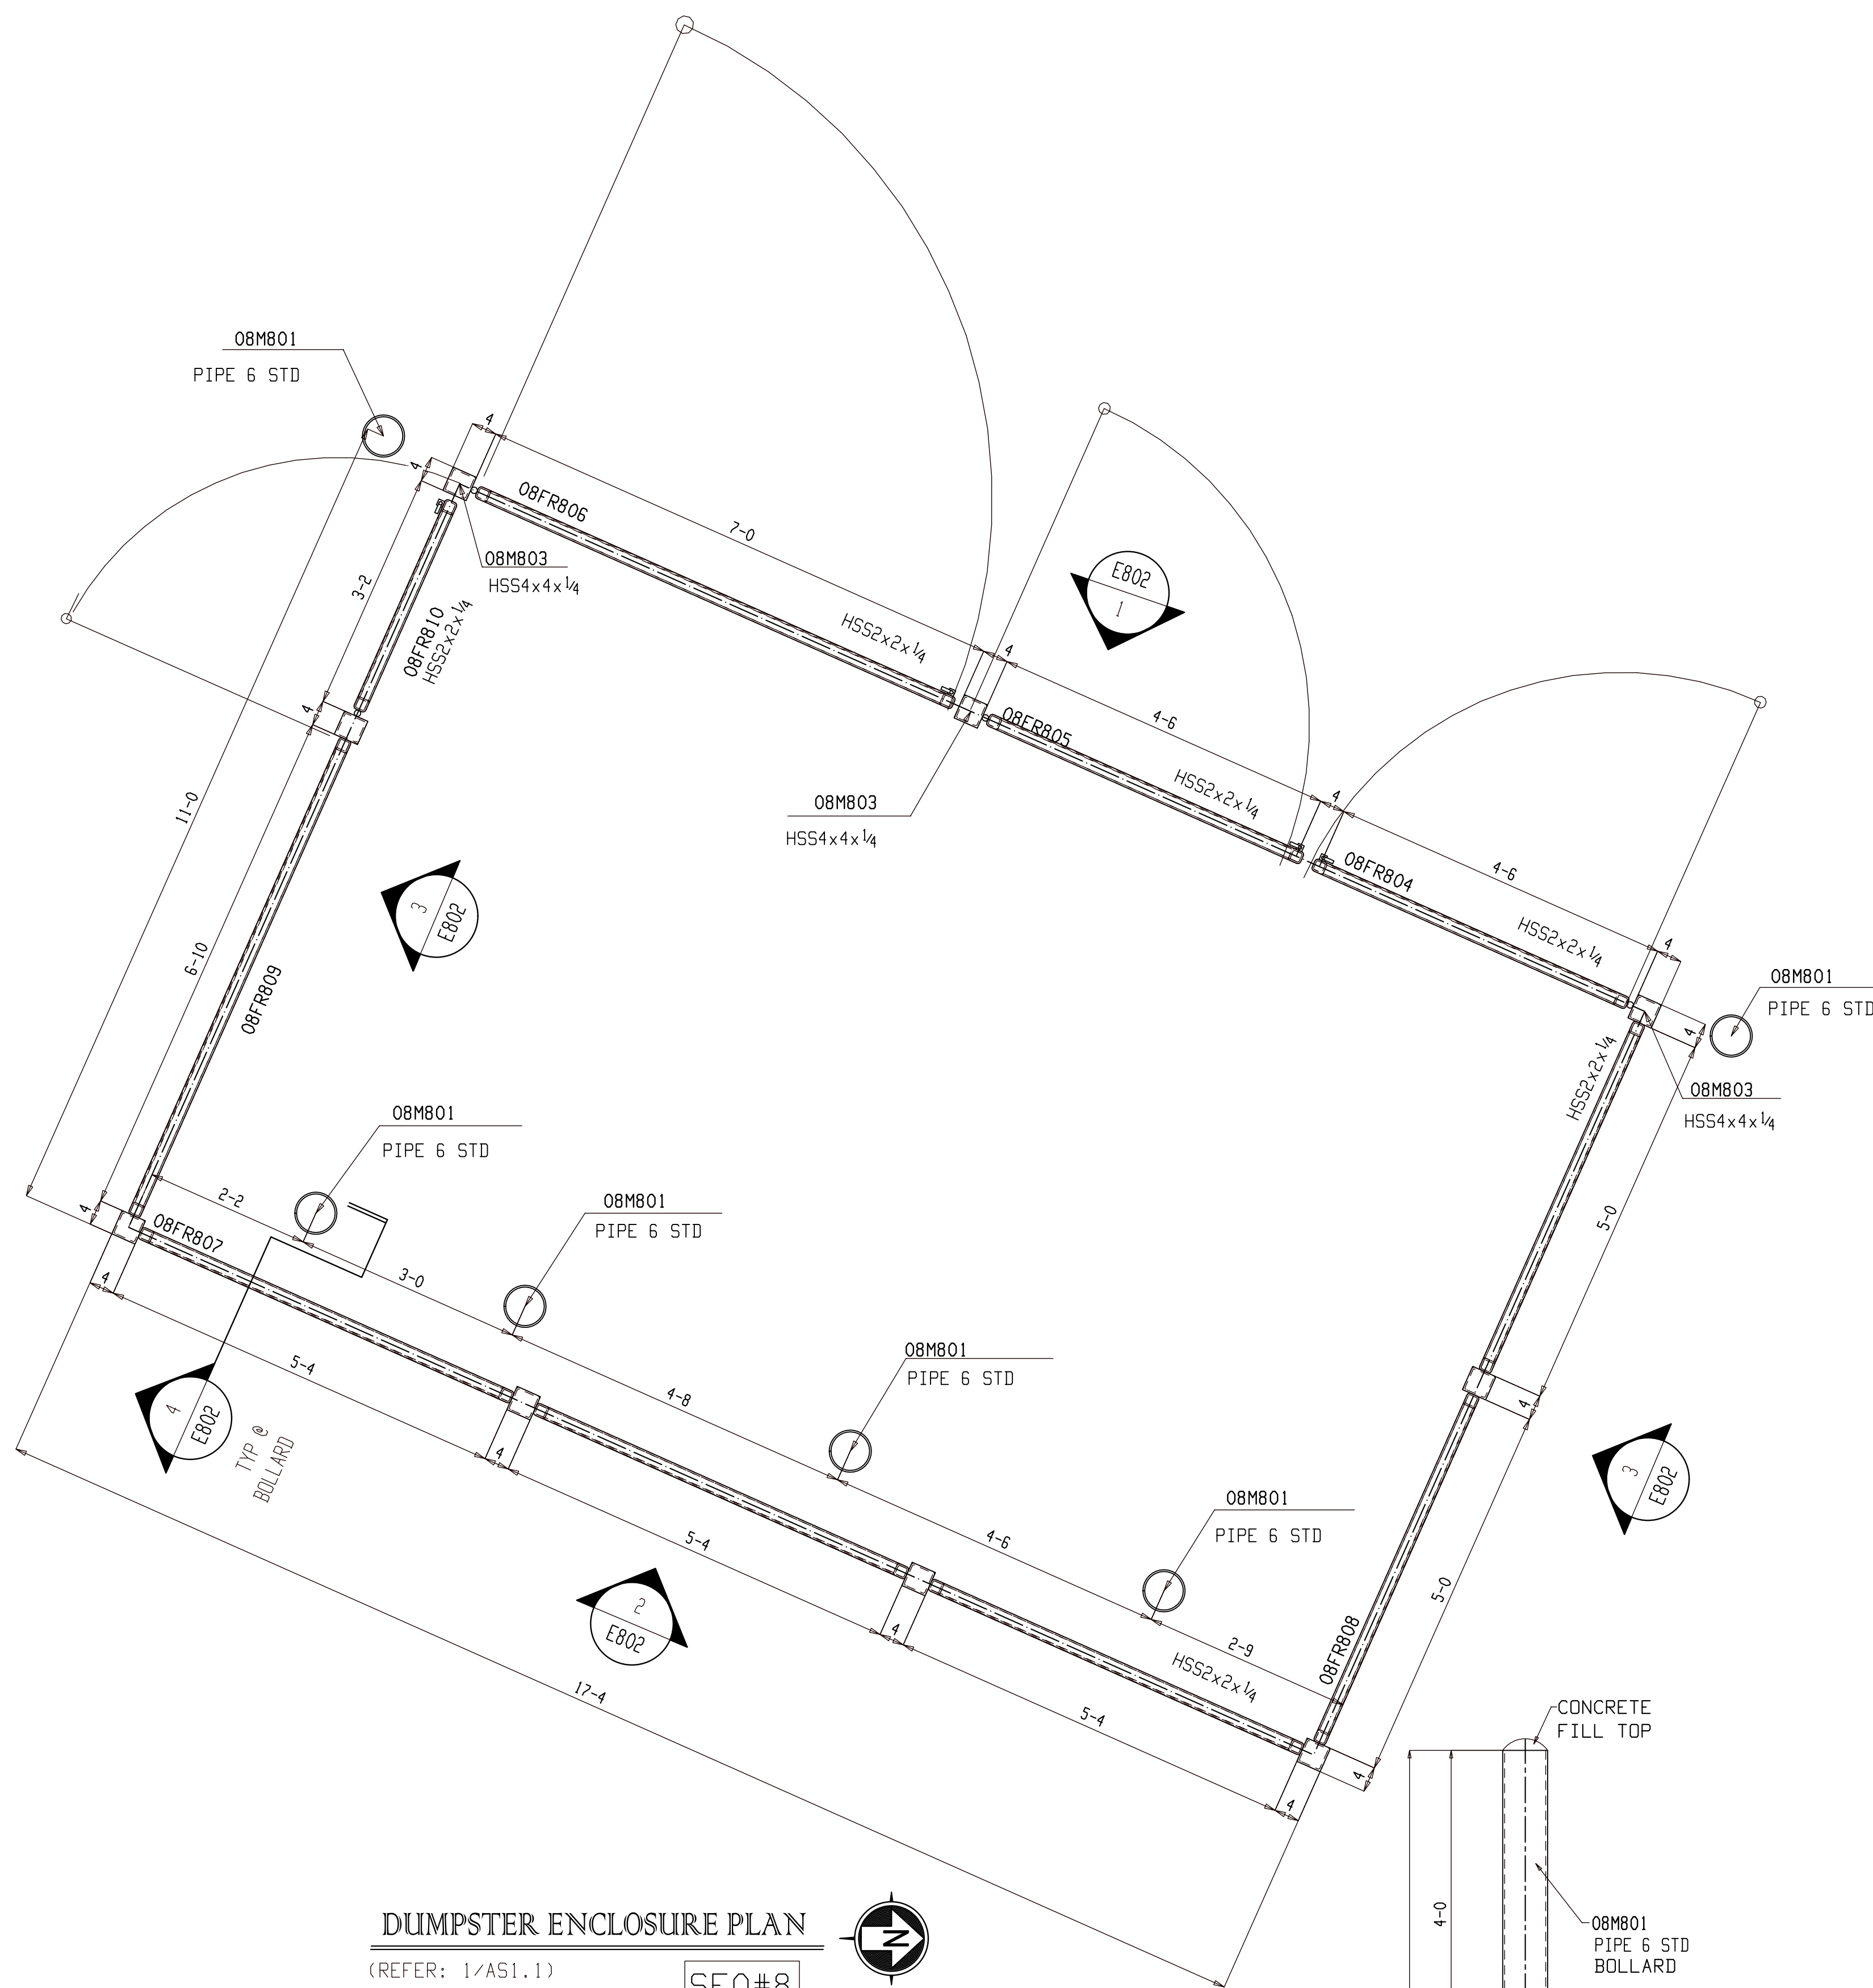 08M801
PIPE 6 STD
4
4
08FR806
7-0
E802
1
08M803
HSS4x4x1/4
3-2
08FR810
HSS2x2x1/4
HSS2x2x1/4
4
4
08FR805
4-6
HSS2x2x1/4
4
08M803
HSS4x4x1/4
11-0
08FR804
4-6
HSS2x2x1/4
4
3
E802
6-10
08FR809
08M801
PIPE 6 STD
4
HSS2x2x1/4
08M803
HSS4x4x1/4
08M801
PIPE 6 STD
2-2
08M801
PIPE 6 STD
5-0
4
08FR807
3-0
4
5-4
08M801
PIPE 6 STD
4-8
4
4
E802
TYP @
BOLLARD
4
3
E802
08M801
PIPE 6 STD
5-4
4-6
5-0
2
E802
4
2-9
HSS2x2x1/4
08FR808
17-4
5-4
4
4
CONCRETE
FILL TOP
4-0
08M801
PIPE 6 STD
BOLLARD
DUMPSTER ENCLOSURE PLAN
N
(REFER: 1/AS1.1)
SEQ#8